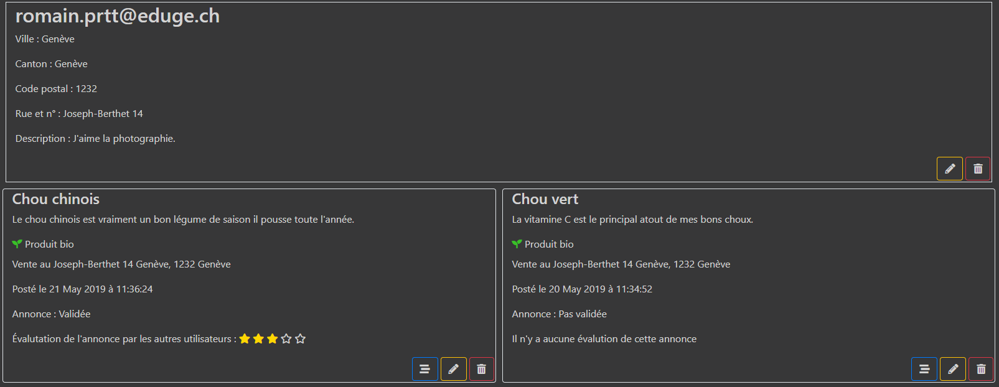 romain.prtt@eduge.ch
Ville : Genève
Canton : Genève
Code postal : 1232
Rue et n° : Joseph-Berthet 14
Description : J'aime la photographie.
Chou chinois
Le chou chinois est vraiment un bon légume de saison il pousse toute l'année.
Produit bio
Vente au Joseph-Berthet 14 Genève, 1232 Genève
Posté le 21 May 2019 à 11:36:24
Annonce : Validée
Évalutation de l'annonce par les autres utilisateurs :
Chou vert
La vitamine C est le principal atout de mes bons choux.
Produit bio
Vente au Joseph-Berthet 14 Genève, 1232 Genève
Posté le 20 May 2019 à 11:34:52
Annonce : Pas validée
Il n'y a aucune évalution de cette annonce